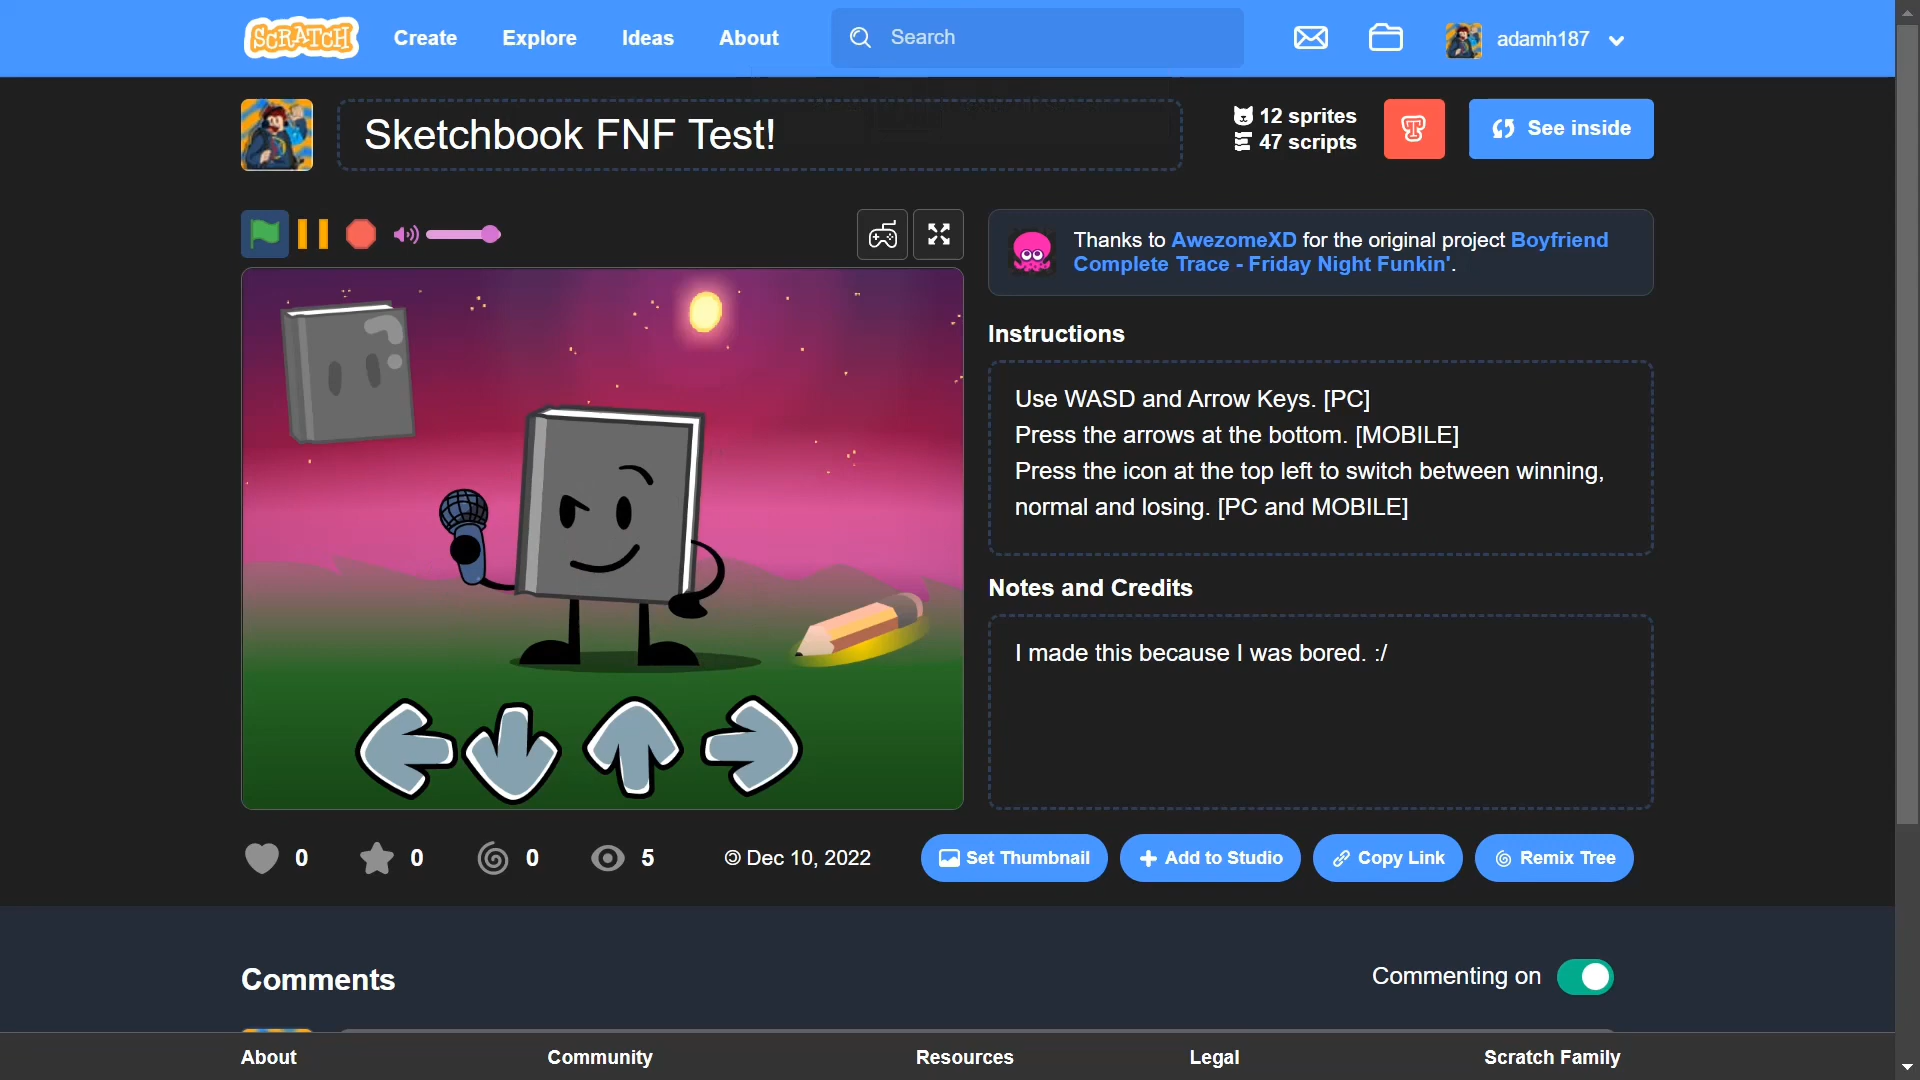 SCRATCH
Create
Explore
Ideas
About
Search
adamh187
Sketchbook FNF Test!
12 sprites
47 scripts
See inside
Thanks to AwezomeXD for the original project Boyfriend
Complete Trace - Friday Night Funkin'.
Instructions
Use WASD and Arrow Keys. [PC]
Press the arrows at the bottom. [MOBILE]
Press the icon at the top left to switch between winning,
normal and losing. [PC and MOBILE]
Notes and Credits
I made this because I was bored. :/
0
0
0
5
Dec 10, 2022
Set Thumbnail
Add to Studio
Copy Link
Remix Tree
Comments
Commenting on
About
Community
Resources
Legal
Scratch Family